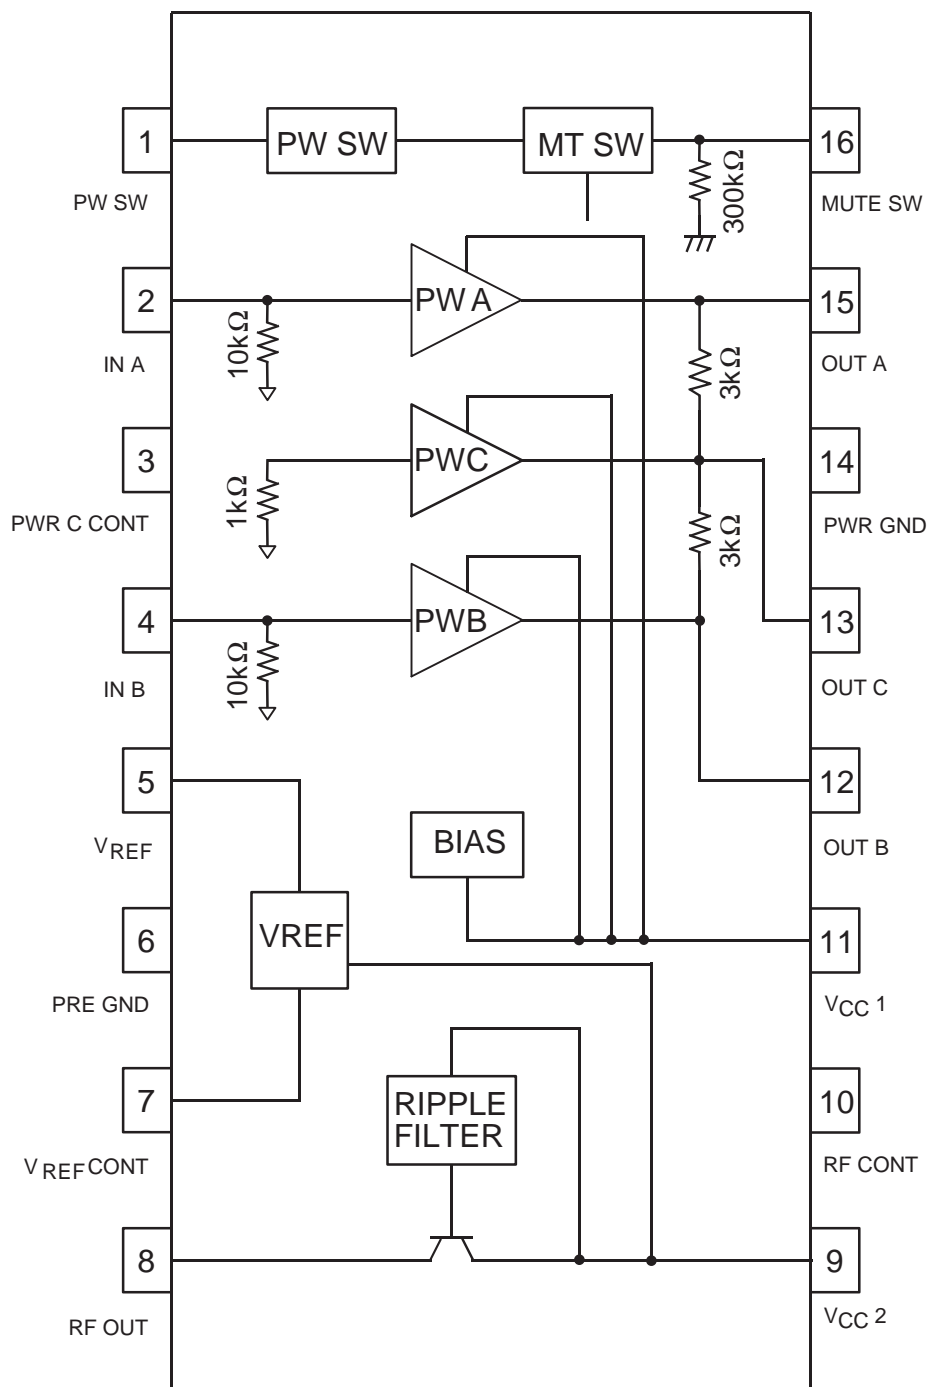 1
PW SW
PW SW
MT SW
300kΩ
16
MUTE SW
2
IN A
10kΩ
PW A
15
OUT A
3kΩ
3
PWR C CONT
1kΩ
PWC
14
PWR GND
3kΩ
4
IN B
10kΩ
PWB
13
OUT C
5
VREF
12
OUT B
BIAS
6
PRE GND
VREF
11
VCC 1
7
VREF CONT
RIPPLE
FILTER
10
RF CONT
8
RF OUT
9
VCC 2